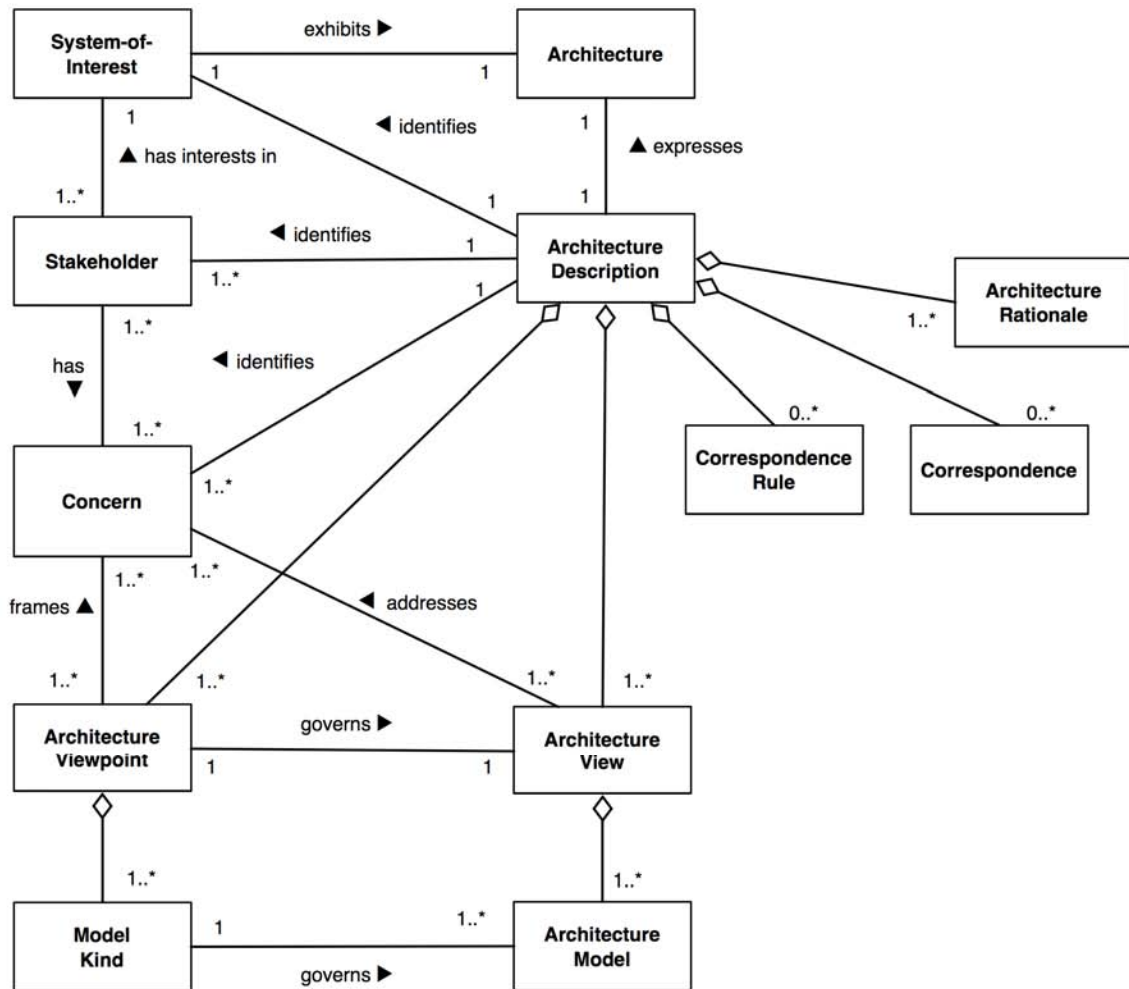 System-of-
Interest
exhibits ▶
Architecture
1
1
1
◀ identifies
1
▲ has interests in
▲ expresses
1..*
1
1
Stakeholder
◀ identifies
1
1..*
Architecture
Description
1
Architecture
Rationale
1..*
1..*
has
▼
◀ identifies
1..*
1..*
0..*
0..*
Concern
Correspondence
Rule
Correspondence
1..*
1..*
frames ▲
◀ addresses
1..*
1..*
1..*
1..*
Architecture
Viewpoint
governs ▶
1
1
Architecture
View
1..*
1..*
Model
Kind
1
1..*
governs ▶
Architecture
Model